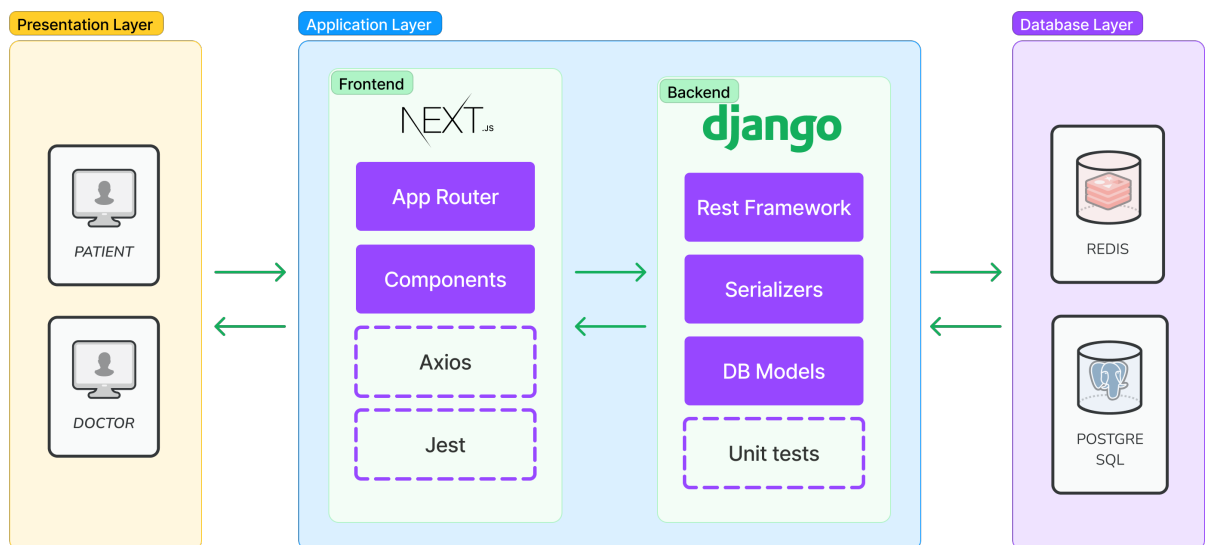 Presentation Layer
PATIENT
DOCTOR
Application Layer
Frontend
NEXT.JS
App Router
Components
Axios
Jest
Backend
django
Rest Framework
Serializers
DB Models
Unit tests
Database Layer
REDIS
POSTGRE
SQL